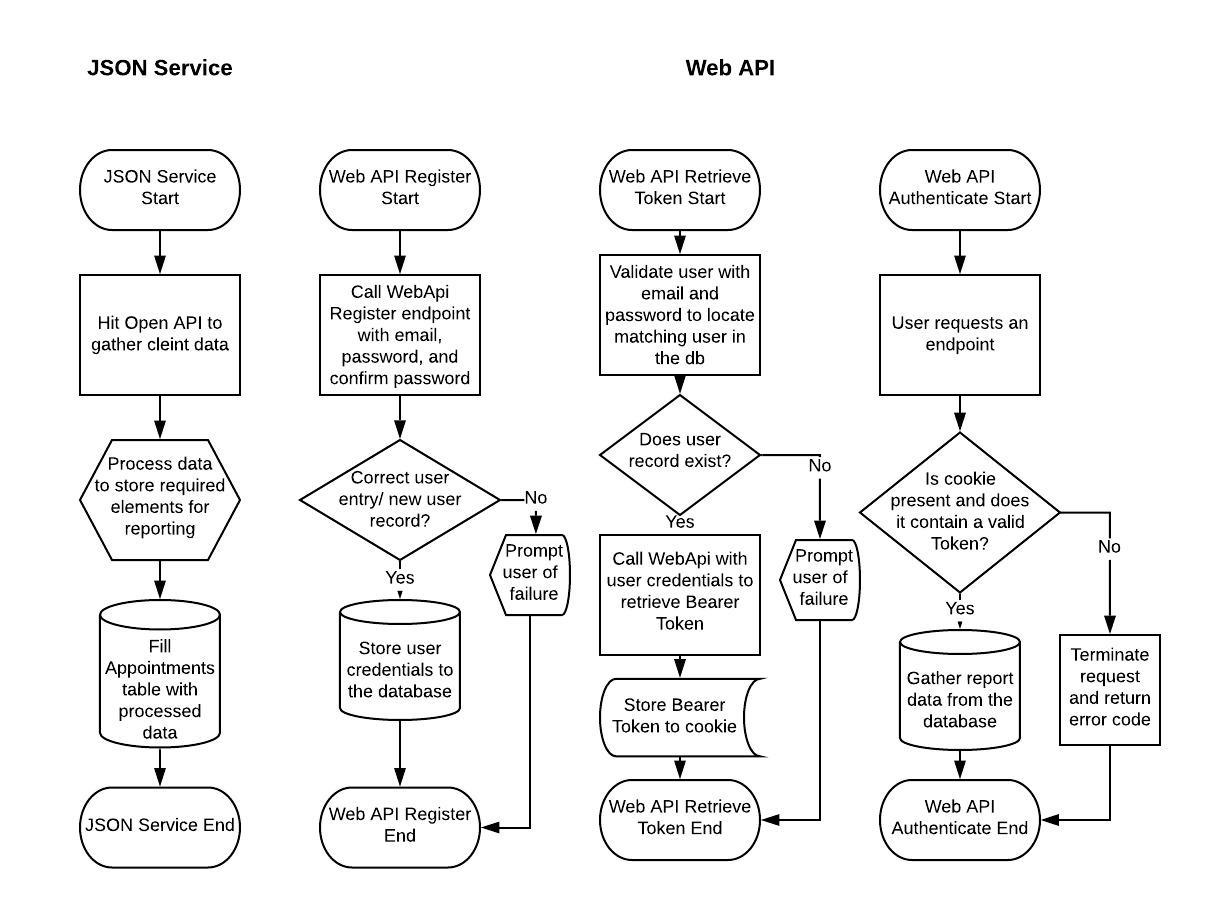 JSON Service
Web API
JSON Service
Start
Hit Open API to
gather cleint data
Process data
to store required
elements for
reporting
Fill
Appointments
table with
processed
data
JSON Service End
Web API Register
Start
Call WebApi
Register endpoint
with email,
password, and
confirm password
Correct user
entry/ new user
record?
No
Prompt
user of
failure
Yes
Store user
credentials to
the database
Web API Register
End
Web API Retrieve
Token Start
Validate user with
email and
password to locate
matching user in
the db
Does user
record exist?
No
Prompt
user of
failure
Yes
Call WebApi with
user credentials to
retrieve Bearer
Token
Store Bearer
Token to cookie
Web API Retrieve
Token End
Web API
Authenticate Start
User requests an
endpoint
Is cookie
present and does
it contain a valid
Token?
No
Terminate
request
and return
error code
Yes
Gather report
data from the
database
Web API
Authenticate End